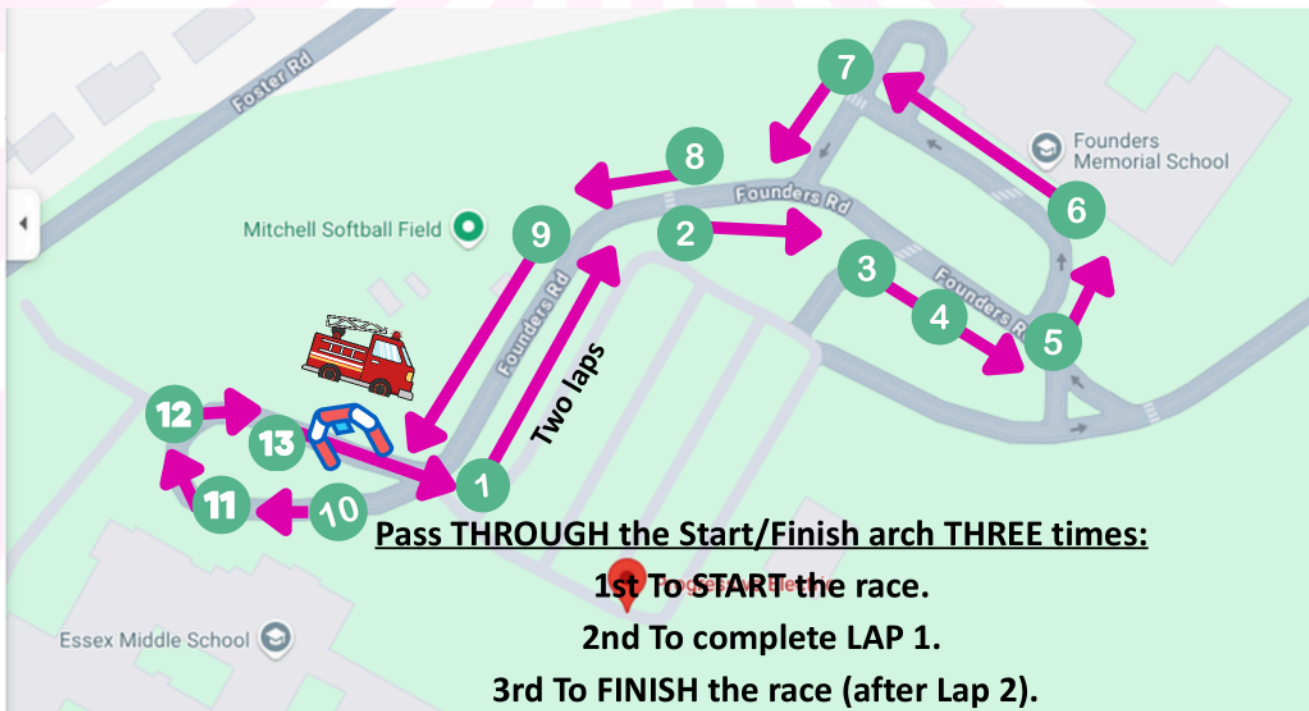 Foster Rd
7
Founders
Memorial School
8
Founders Rd
6
Mitchell Softball Field
9
2
3
Founders Rd
4
5
Founders Rd
Two laps
12
13
1
11
10
Pass THROUGH the Start/Finish arch THREE times:
1st To START the race.
Progressive Electric
2nd To complete LAP 1.
Essex Middle School
3rd To FINISH the race (after Lap 2).